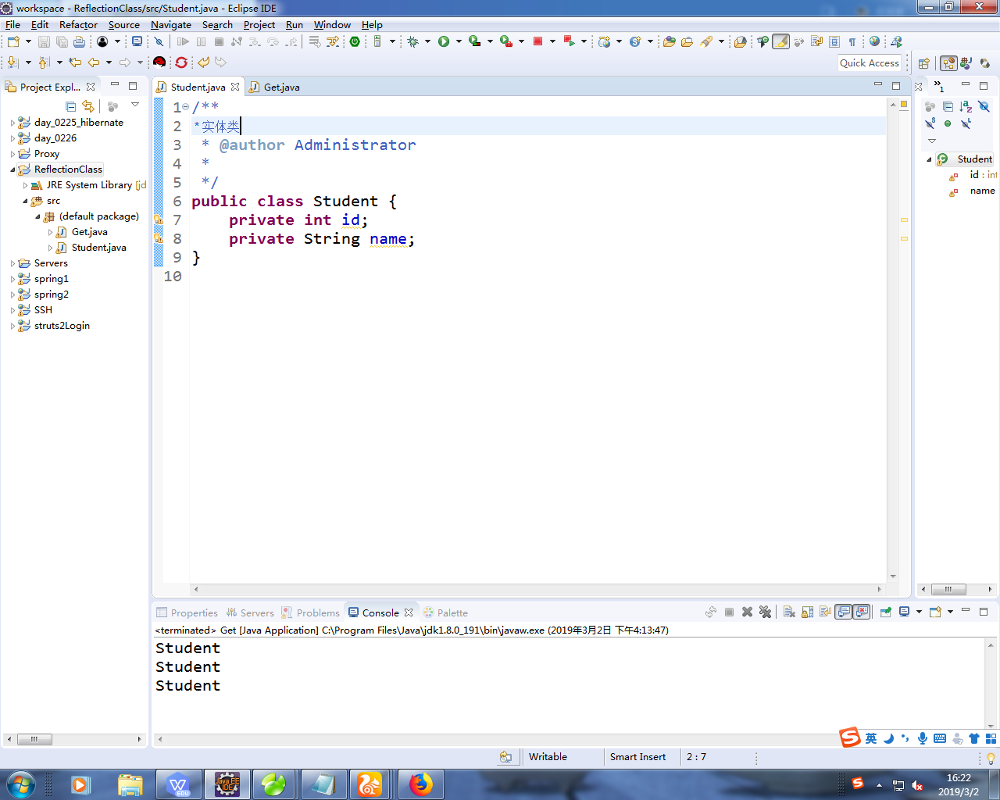 workspace - ReflectionClass/src/Student.java - Eclipse IDE
File Edit Refactor Source Navigate Search Project Run Window Help
Quick Access
Project Expl...
day_0225_hibernate
day_0226
Proxy
ReflectionClass
JRE System Library [jd
src
(default package)
Get.java
Student.java
Servers
spring1
spring2
SSH
struts2Login
Student.java Get.java
1 /**
2 *实体类
3 * @author Administrator
4 *
5 */
6 public class Student {
7 private int id;
8 private String name;
9 }
10
1
Student
id : int
name
Properties Servers Problems Console Palette
<terminated> Get [Java Application] C:\Program Files\Java\jdk1.8.0_191\bin\javaw.exe (2019年3月2日 下午4:13:47)
Student
Student
Student
英
Writable Smart Insert 2 : 7
W EDU
Java EE IDE
16:22
2019/3/2